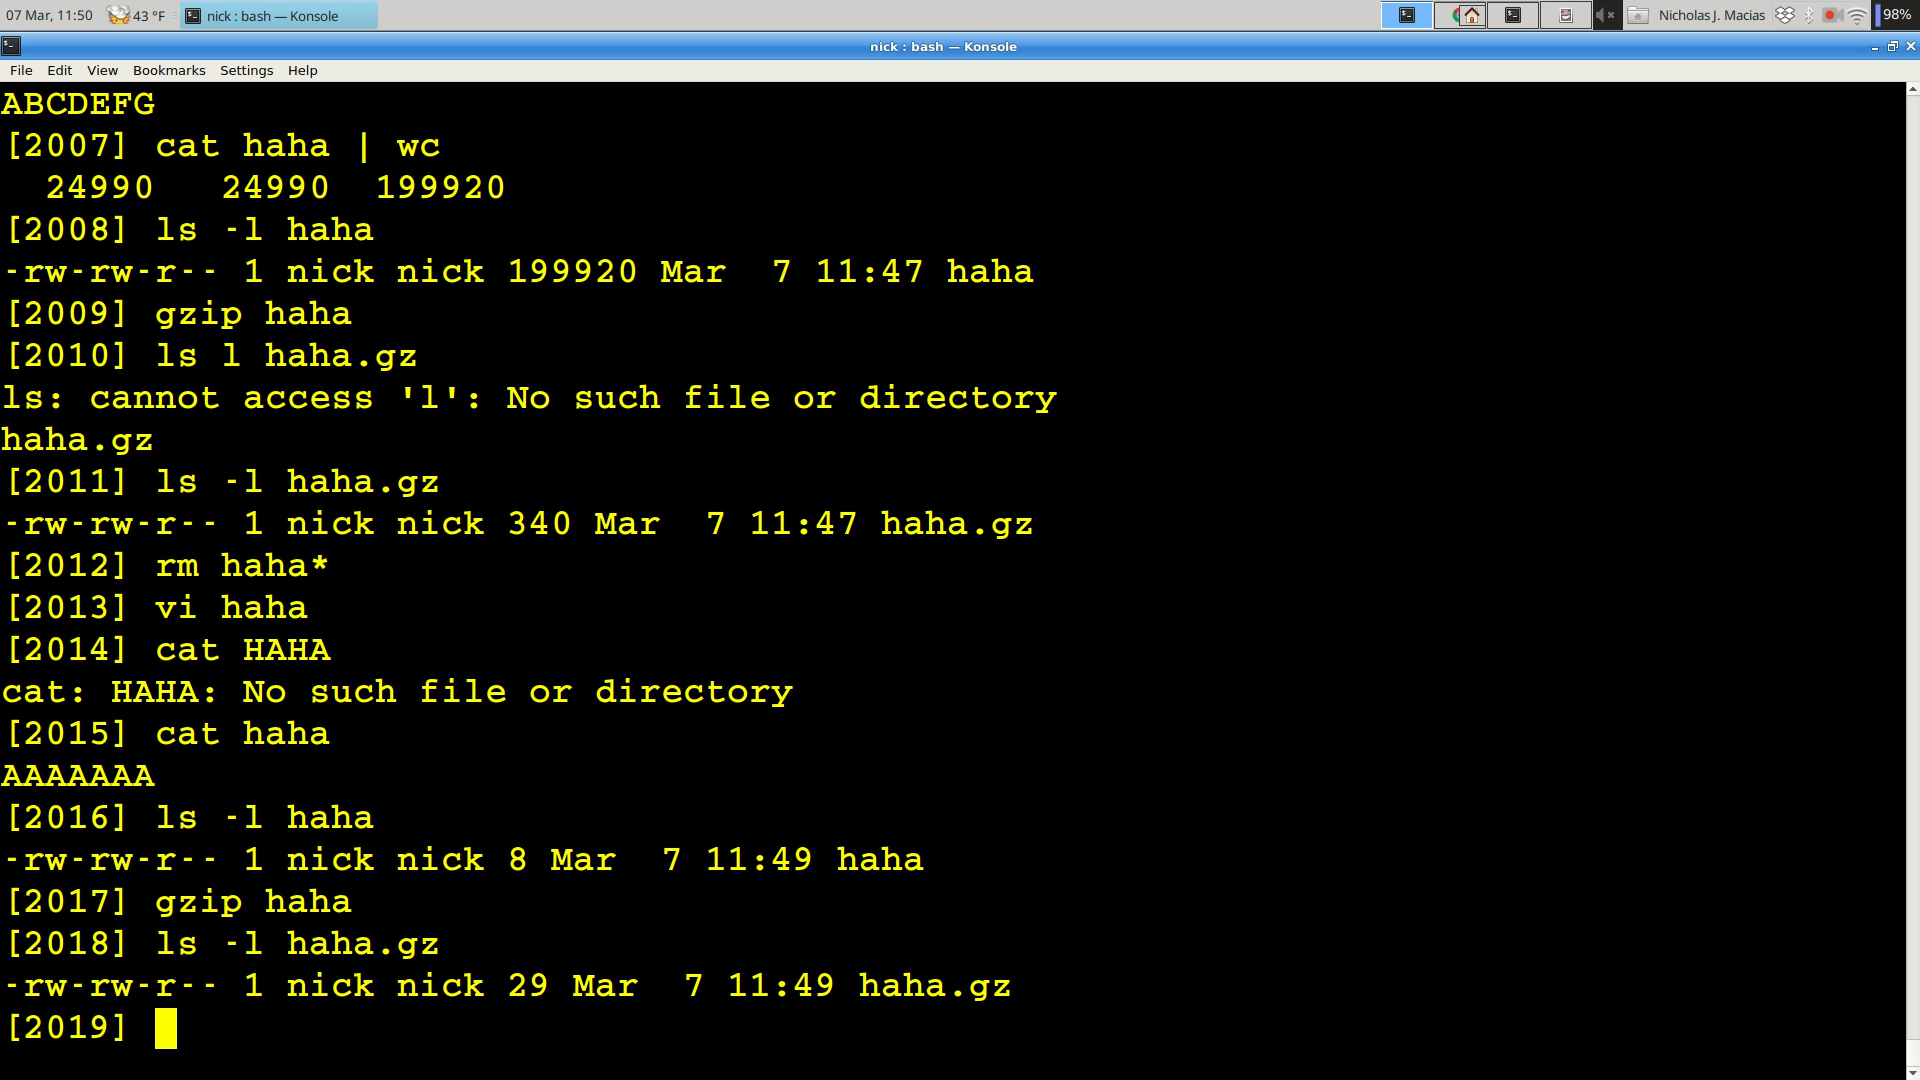 07 Mar, 11:50 43 °F nick : bash — Konsole Nicholas J. Macias 98%
nick : bash — Konsole
File Edit View Bookmarks Settings Help
ABCDEFG
[2007] cat haha | wc
  24990   24990  199920
[2008] ls -l haha
-rw-rw-r-- 1 nick nick 199920 Mar  7 11:47 haha
[2009] gzip haha
[2010] ls l haha.gz
ls: cannot access 'l': No such file or directory
haha.gz
[2011] ls -l haha.gz
-rw-rw-r-- 1 nick nick 340 Mar  7 11:47 haha.gz
[2012] rm haha*
[2013] vi haha
[2014] cat HAHA
cat: HAHA: No such file or directory
[2015] cat haha
AAAAAAA
[2016] ls -l haha
-rw-rw-r-- 1 nick nick 8 Mar  7 11:49 haha
[2017] gzip haha
[2018] ls -l haha.gz
-rw-rw-r-- 1 nick nick 29 Mar  7 11:49 haha.gz
[2019]